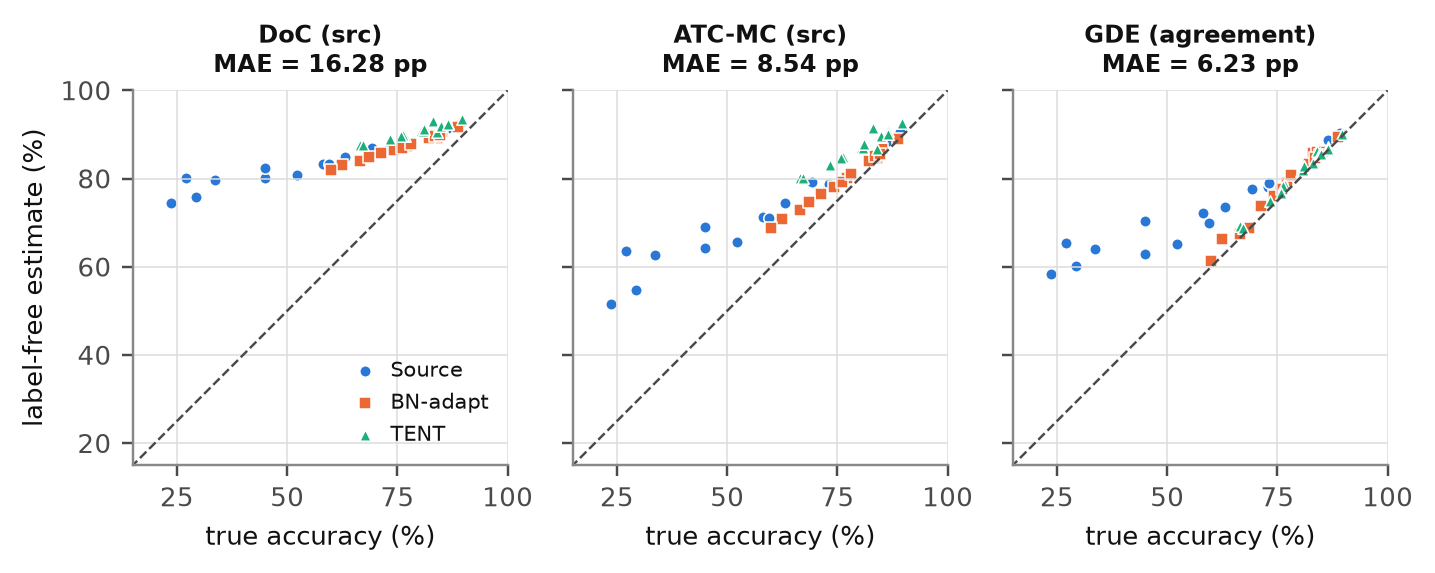 DoC (src)
MAE = 16.28 pp
ATC-MC (src)
MAE = 8.54 pp
GDE (agreement)
MAE = 6.23 pp
label-free estimate (%)
100
80
60
40
20
Source
BN-adapt
TENT
25 50 75 100
25 50 75 100
25 50 75 100
true accuracy (%)
true accuracy (%)
true accuracy (%)